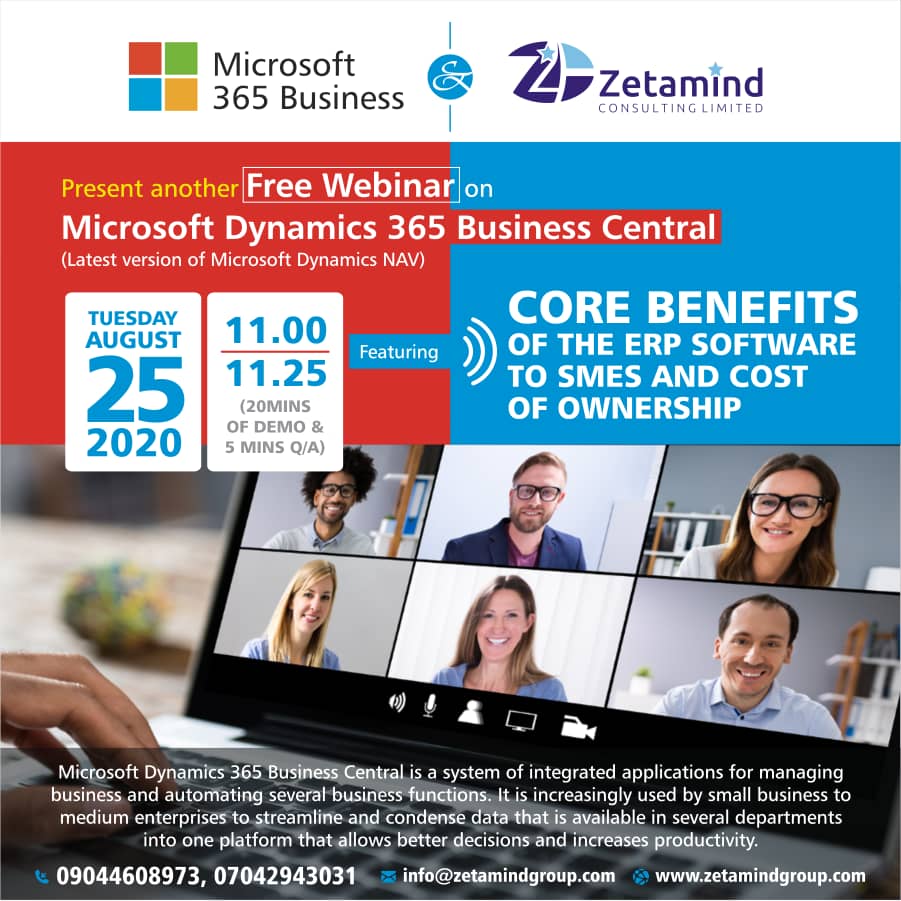 Microsoft
365 Business
&
Zetamind
CONSULTING LIMITED
Present another Free Webinar on
Microsoft Dynamics 365 Business Central
(Latest version of Microsoft Dynamics NAV)
TUESDAY
AUGUST
25
2020
11.00
11.25
(20MINS
OF DEMO &
5 MINS Q/A)
Featuring
CORE BENEFITS
OF THE ERP SOFTWARE
TO SMES AND COST
OF OWNERSHIP
Microsoft Dynamics 365 Business Central is a system of integrated applications for managing
business and automating several business functions. It is increasingly used by small business to
medium enterprises to streamline and condense data that is available in several departments
into one platform that allows better decisions and increases productivity.
09044608973, 07042943031 info@zetamindgroup.com www.zetamindgroup.com